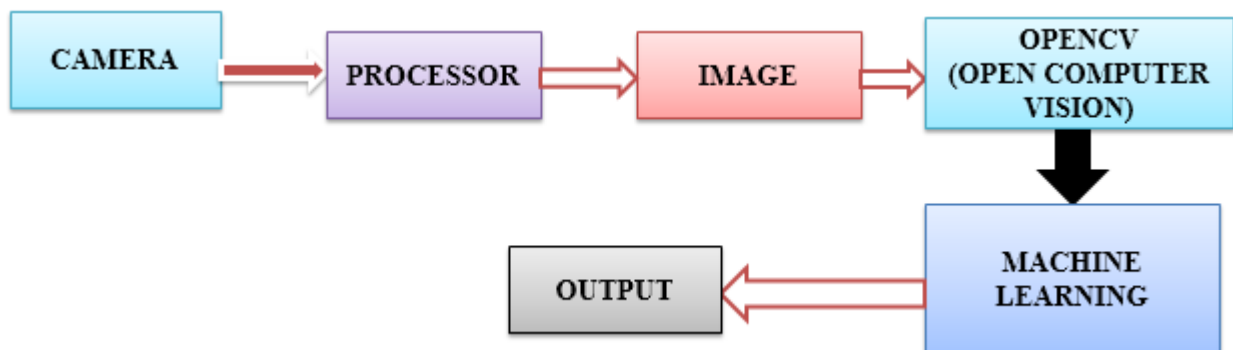 CAMERA
PROCESSOR
IMAGE
OPENCV
(OPEN COMPUTER
VISION)
MACHINE
LEARNING
OUTPUT